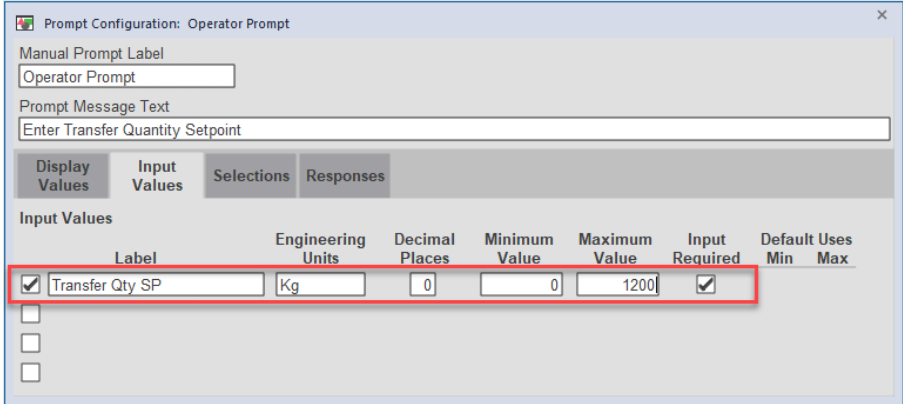 Prompt Configuration: Operator Prompt
Manual Prompt Label
Operator Prompt
Prompt Message Text
Enter Transfer Quantity Setpoint
Display Values
Input Values
Selections
Responses
Input Values
Label
Engineering Units
Decimal Places
Minimum Value
Maximum Value
Input Required
Default Uses
Min Max
Transfer Qty SP Kg 0 0 1200